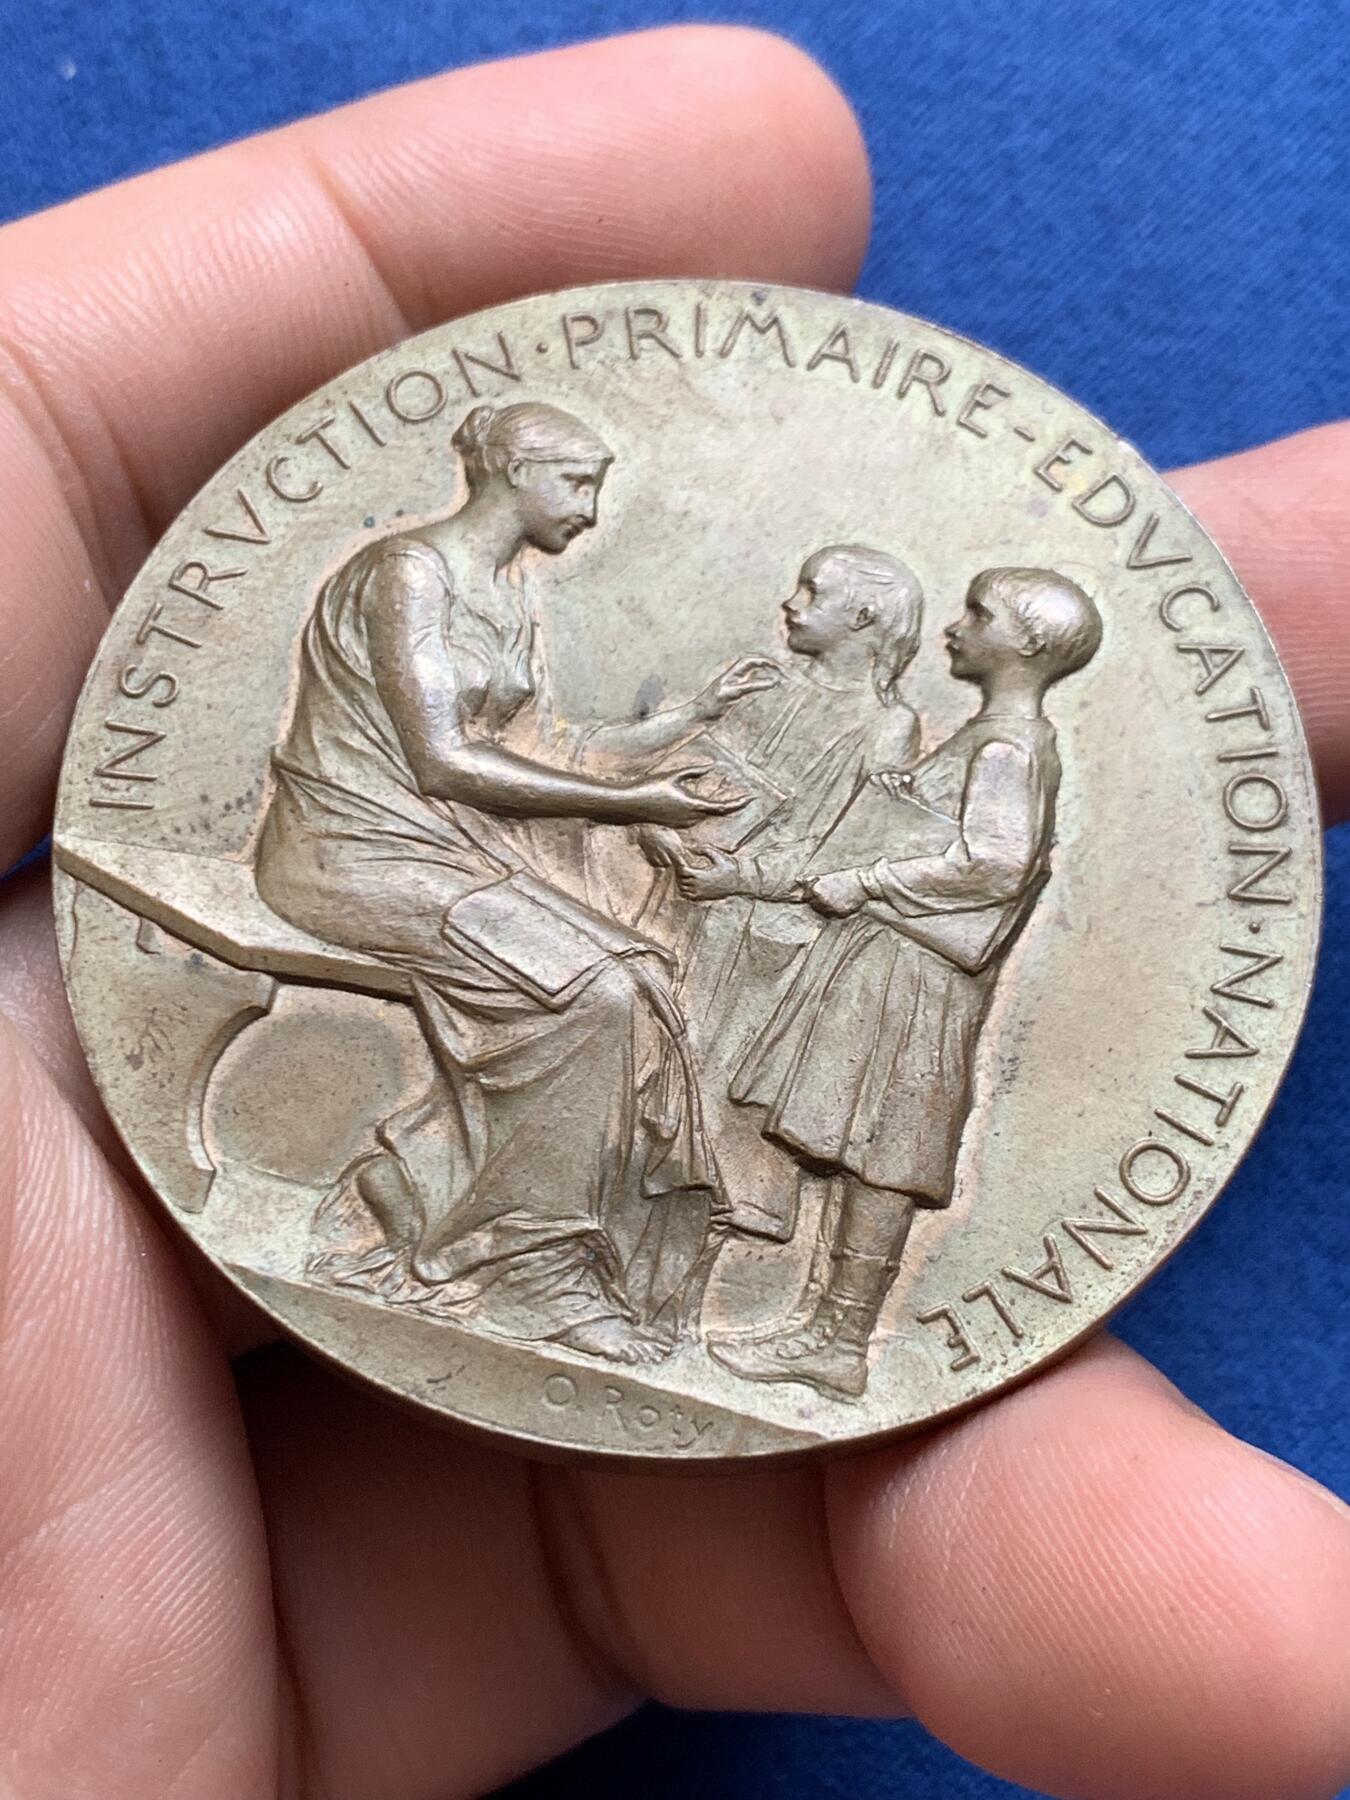 INSTRVCTION·PRIMAIRE-EDVCATION·NATIONALE
O. Roty